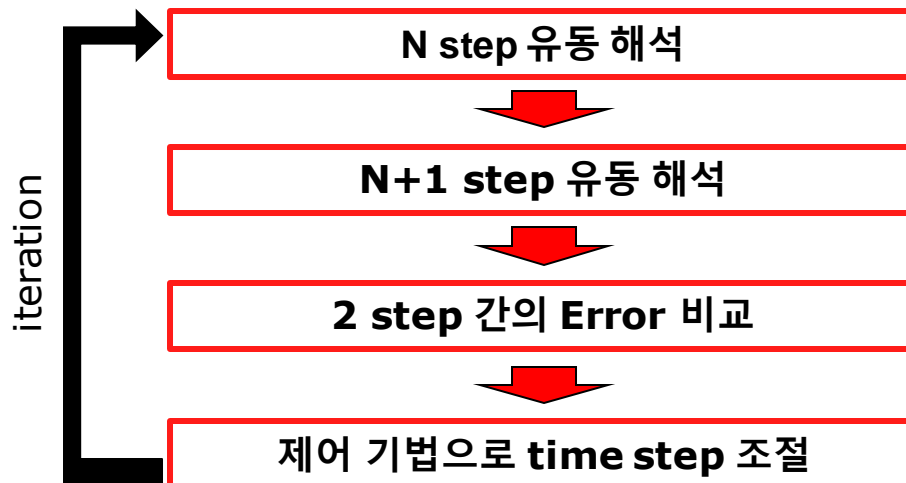 N step 유동 해석
N+1 step 유동 해석
2 step 간의 Error 비교
제어 기법으로 time step 조절
iteration